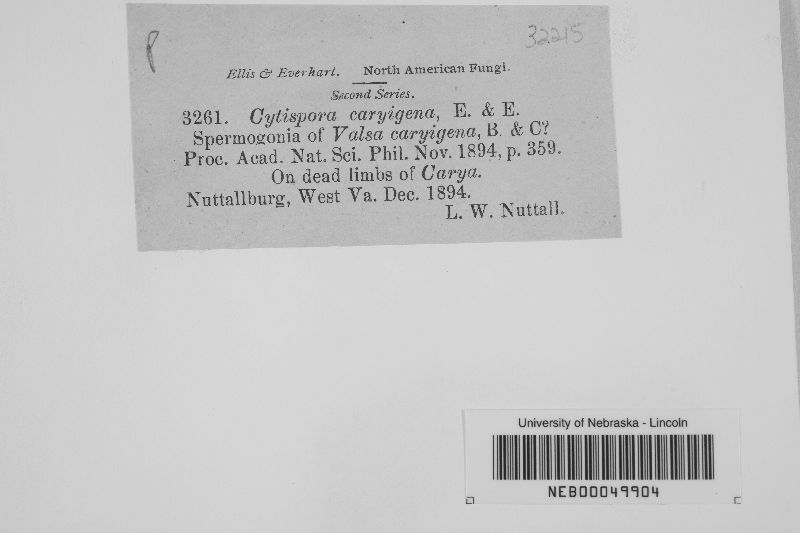 P
32215
Ellis & Everhart. North American Fungi.
Second Series.
3261. Cytispora caryigena, E. & E.
Spermogonia of Valsa caryigena, B. & C?
Proc. Acad. Nat. Sci. Phil. Nov. 1894, p. 359.
On dead limbs of Carya.
Nuttallburg, West Va. Dec. 1894.
L. W. Nuttall.
University of Nebraska - Lincoln
NEB00049904